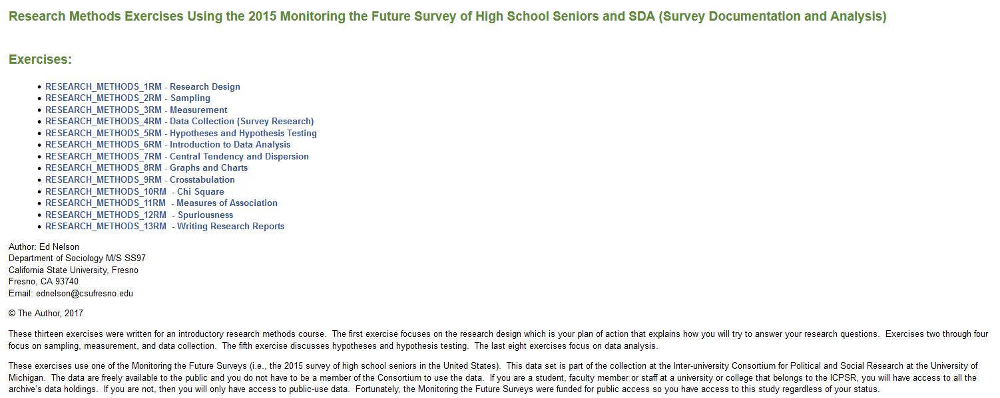 Research Methods Exercises Using the 2015 Monitoring the Future Survey of High School Seniors and SDA (Survey Documentation and Analysis)
Exercises:
• RESEARCH_METHODS_1RM - Research Design
• RESEARCH_METHODS_2RM - Sampling
• RESEARCH_METHODS_3RM - Measurement
• RESEARCH_METHODS_4RM - Data Collection (Survey Research)
• RESEARCH_METHODS_5RM - Hypotheses and Hypothesis Testing
• RESEARCH_METHODS_6RM - Introduction to Data Analysis
• RESEARCH_METHODS_7RM - Central Tendency and Dispersion
• RESEARCH_METHODS_8RM - Graphs and Charts
• RESEARCH_METHODS_9RM - Crosstabulation
• RESEARCH_METHODS_10RM - Chi Square
• RESEARCH_METHODS_11RM - Measures of Association
• RESEARCH_METHODS_12RM - Spuriousness
• RESEARCH_METHODS_13RM - Writing Research Reports
Author: Ed Nelson
Department of Sociology M/S SS97
California State University, Fresno
Fresno, CA 93740
Email: ednelson@csufresno.edu
© The Author, 2017
These thirteen exercises were written for an introductory research methods course. The first exercise focuses on the research design which is your plan of action that explains how you will try to answer your research questions. Exercises two through four
focus on sampling, measurement, and data collection. The fifth exercise discusses hypotheses and hypothesis testing. The last eight exercises focus on data analysis.
These exercises use one of the Monitoring the Future Surveys (i.e., the 2015 survey of high school seniors in the United States). This data set is part of the collection at the Inter-university Consortium for Political and Social Research at the University of
Michigan. The data are freely available to the public and you do not have to be a member of the Consortium to use the data. If you are a student, faculty member or staff at a university or college that belongs to the ICPSR, you will have access to all the
archive's data holdings. If you are not, then you will only have access to public-use data. Fortunately, the Monitoring the Future Surveys were funded for public access so you have access to this study regardless of your status.